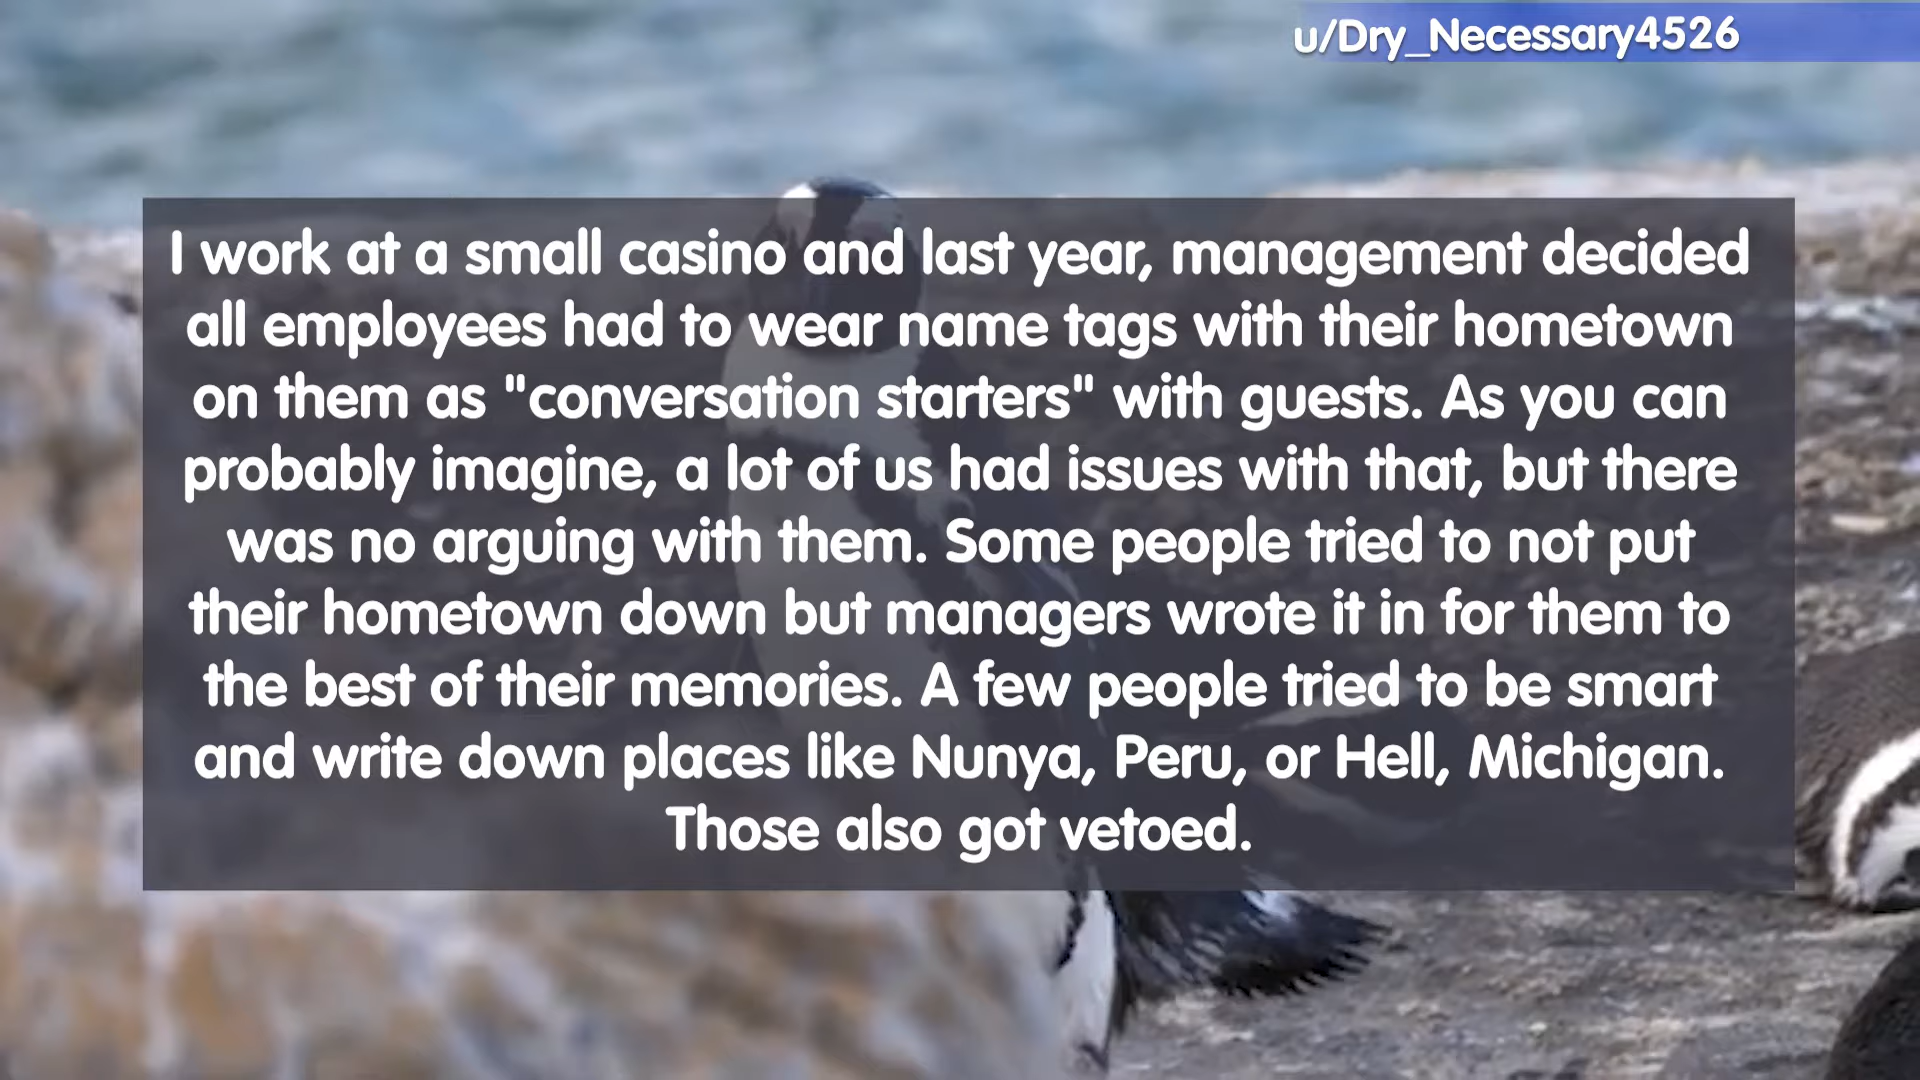 u/Dry_Necessary4526
I work at a small casino and last year, management decided
all employees had to wear name tags with their hometown
on them as "conversation starters" with guests. As you can
probably imagine, a lot of us had issues with that, but there
was no arguing with them. Some people tried to not put
their hometown down but managers wrote it in for them to
the best of their memories. A few people tried to be smart
and write down places like Nunya, Peru, or Hell, Michigan.
Those also got vetoed.